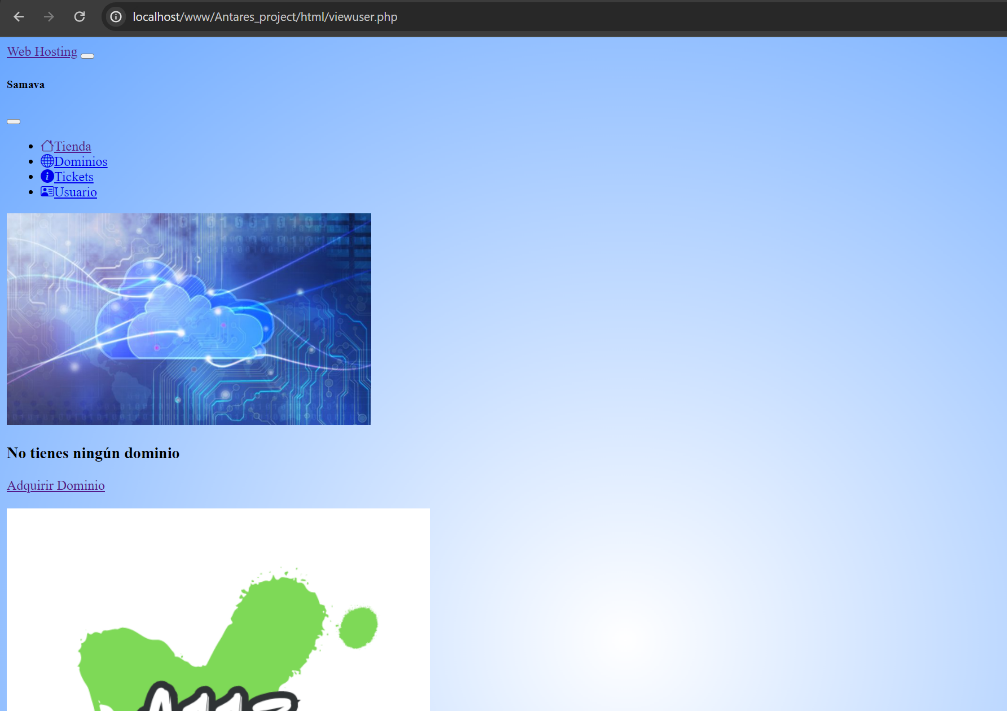 localhost/www/Antares_project/html/viewuser.php
Web Hosting
Samava
Tienda
Dominios
Tickets
Usuario
No tienes ningún dominio
Adquirir Dominio